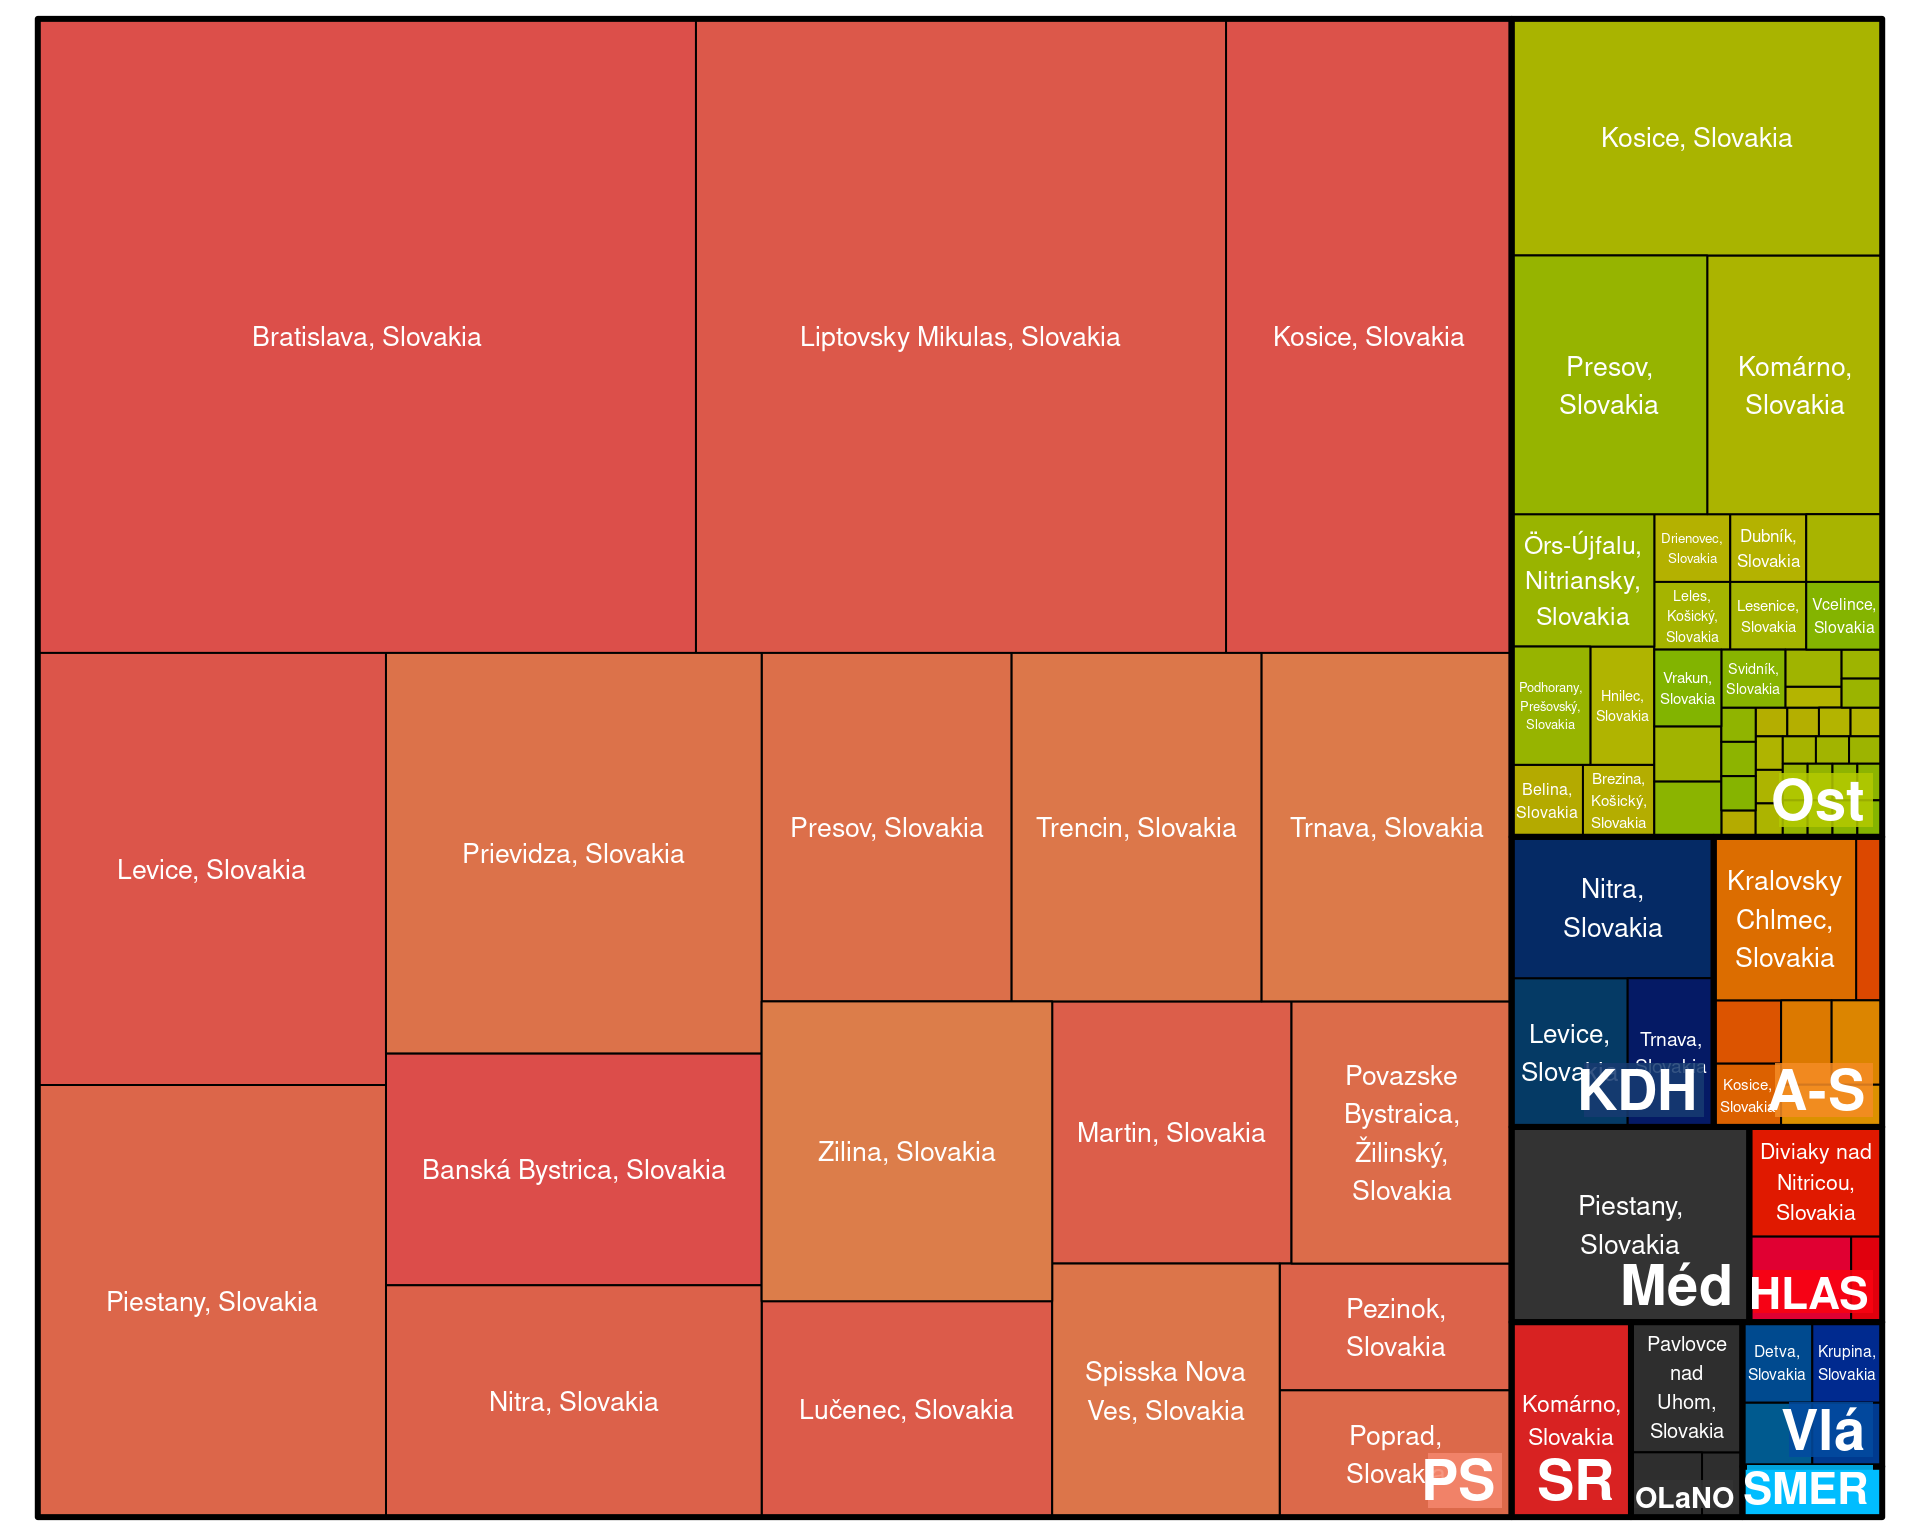 Bratislava, Slovakia
Liptovsky Mikulas, Slovakia
Kosice, Slovakia
Levice, Slovakia
Prievidza, Slovakia
Presov, Slovakia
Trencin, Slovakia
Trnava, Slovakia
Piestany, Slovakia
Banská Bystrica, Slovakia
Nitra, Slovakia
Zilina, Slovakia
Lučenec, Slovakia
Martin, Slovakia
Povazske
Bystraica,
Žilinský,
Slovakia
Spisska Nova
Ves, Slovakia
Pezinok,
Slovakia
Poprad,
Slovakia
PS
Kosice, Slovakia
Presov,
Slovakia
Komárno,
Slovakia
Örs-Újfalu,
Nitriansky,
Slovakia
Drienovec,
Slovakia
Dubník,
Slovakia
Leles,
Košický,
Slovakia
Lesenice,
Slovakia
Vcelince,
Slovakia
Podhorany,
Prešovský,
Slovakia
Hnilec,
Slovakia
Vrakun,
Slovakia
Svidník,
Slovakia
Belina,
Slovakia
Brezina,
Košický,
Slovakia
Ost
Nitra,
Slovakia
Levice,
Slovakia
Trnava,
Slovakia
KDH
Kralovsky
Chlmec,
Slovakia
Kosice,
Slovakia
A-S
Piestany,
Slovakia
Méd
Diviaky nad
Nitricou,
Slovakia
HLAS
Komárno,
Slovakia
SR
Pavlovce
nad
Uhom,
Slovakia
OLaNO
Detva,
Slovakia
Krupina,
Slovakia
Vlá
SMER